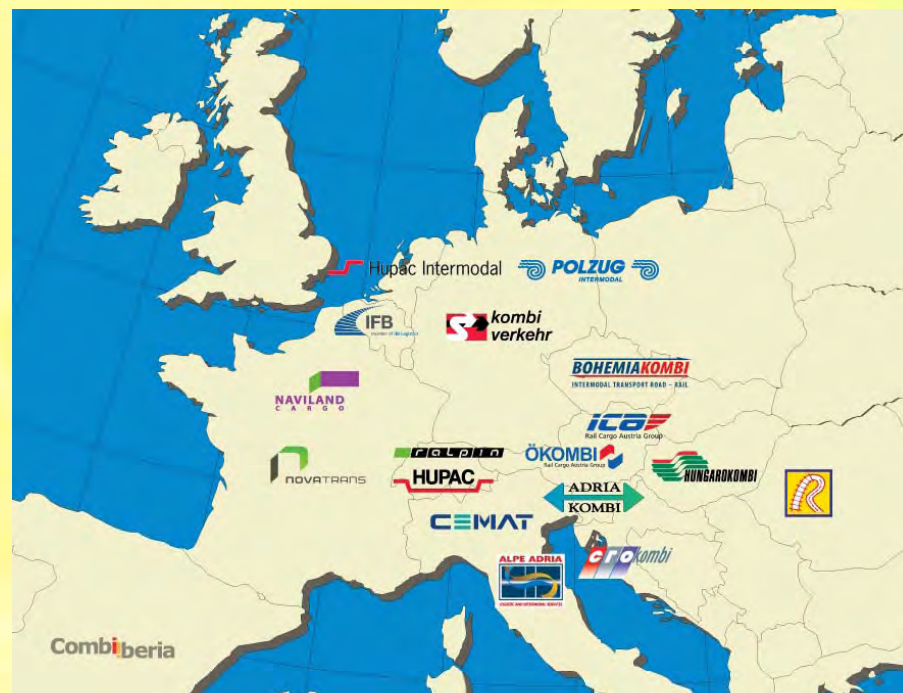 Hupac Intermodal
POLZUG
INTERMODAL
IFB
kombi
verkehr
BOHEMIAKOMBI
INTERMODAL TRANSPORT ROAD - RAIL
NAVILAND
CARGO
ICA
Rail Cargo Austria Group
ralpin
ÖKOMBI
Rail Cargo Austria Group
HUNGAROKOMBI
NOVATRANS
HUPAC
ADRIA
KOMBI
R
CEMAT
ALPE ADRIA
crokombi
CombiIberia